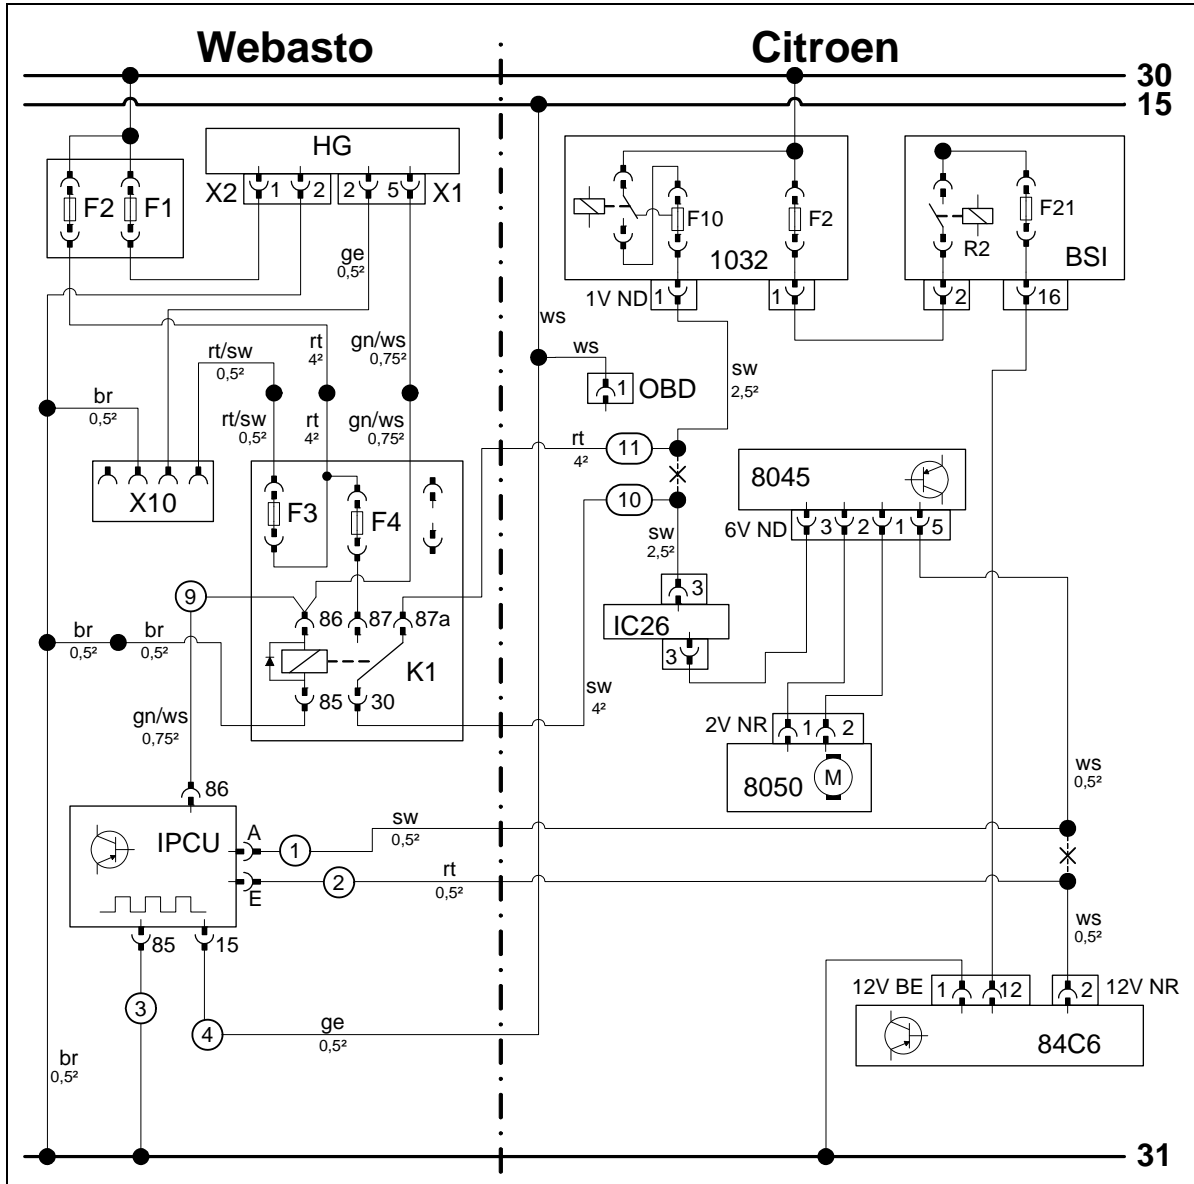 Webasto Citroen
30
15
HG
X2 1 2 2 5 X1
F2 F1
F10 F2
1032
R2 F21
BSI
ge
0,5²
1V ND 1 1 2 16
ws
ws
1 OBD
sw
2,5²
rt/sw
0,5²
rt
4²
gn/ws
0,75²
br
0,5²
rt/sw
0,5²
rt
4²
gn/ws
0,75²
X10
F3 F4
rt
4²
11
10
sw
2,5²
8045
6V ND 3 2 1 5
3
IC26
3
9
86 87 87a
br
0,5²
br
0,5²
K1
85 30
sw
4²
gn/ws
0,75²
2V NR 1 2
8050 M
ws
0,5²
86
IPCU
A
1
sw
0,5²
E
2
rt
0,5²
85 15
ws
0,5²
3
4
ge
0,5²
12V BE 1 12 2 12V NR
84C6
br
0,5²
31